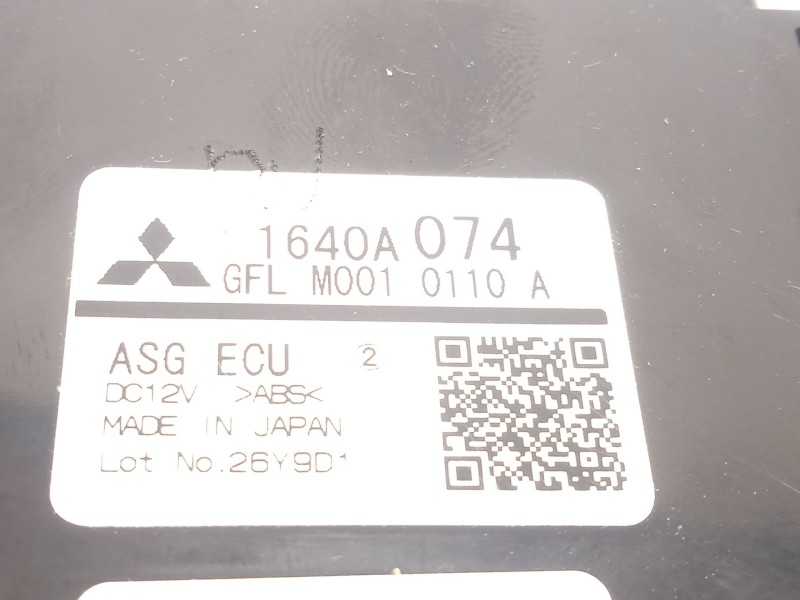 1640A 074
GFL M001 0110 A
ASG ECU 2
DC12V >ABS<
MADE IN JAPAN
Lot No.26Y9D1